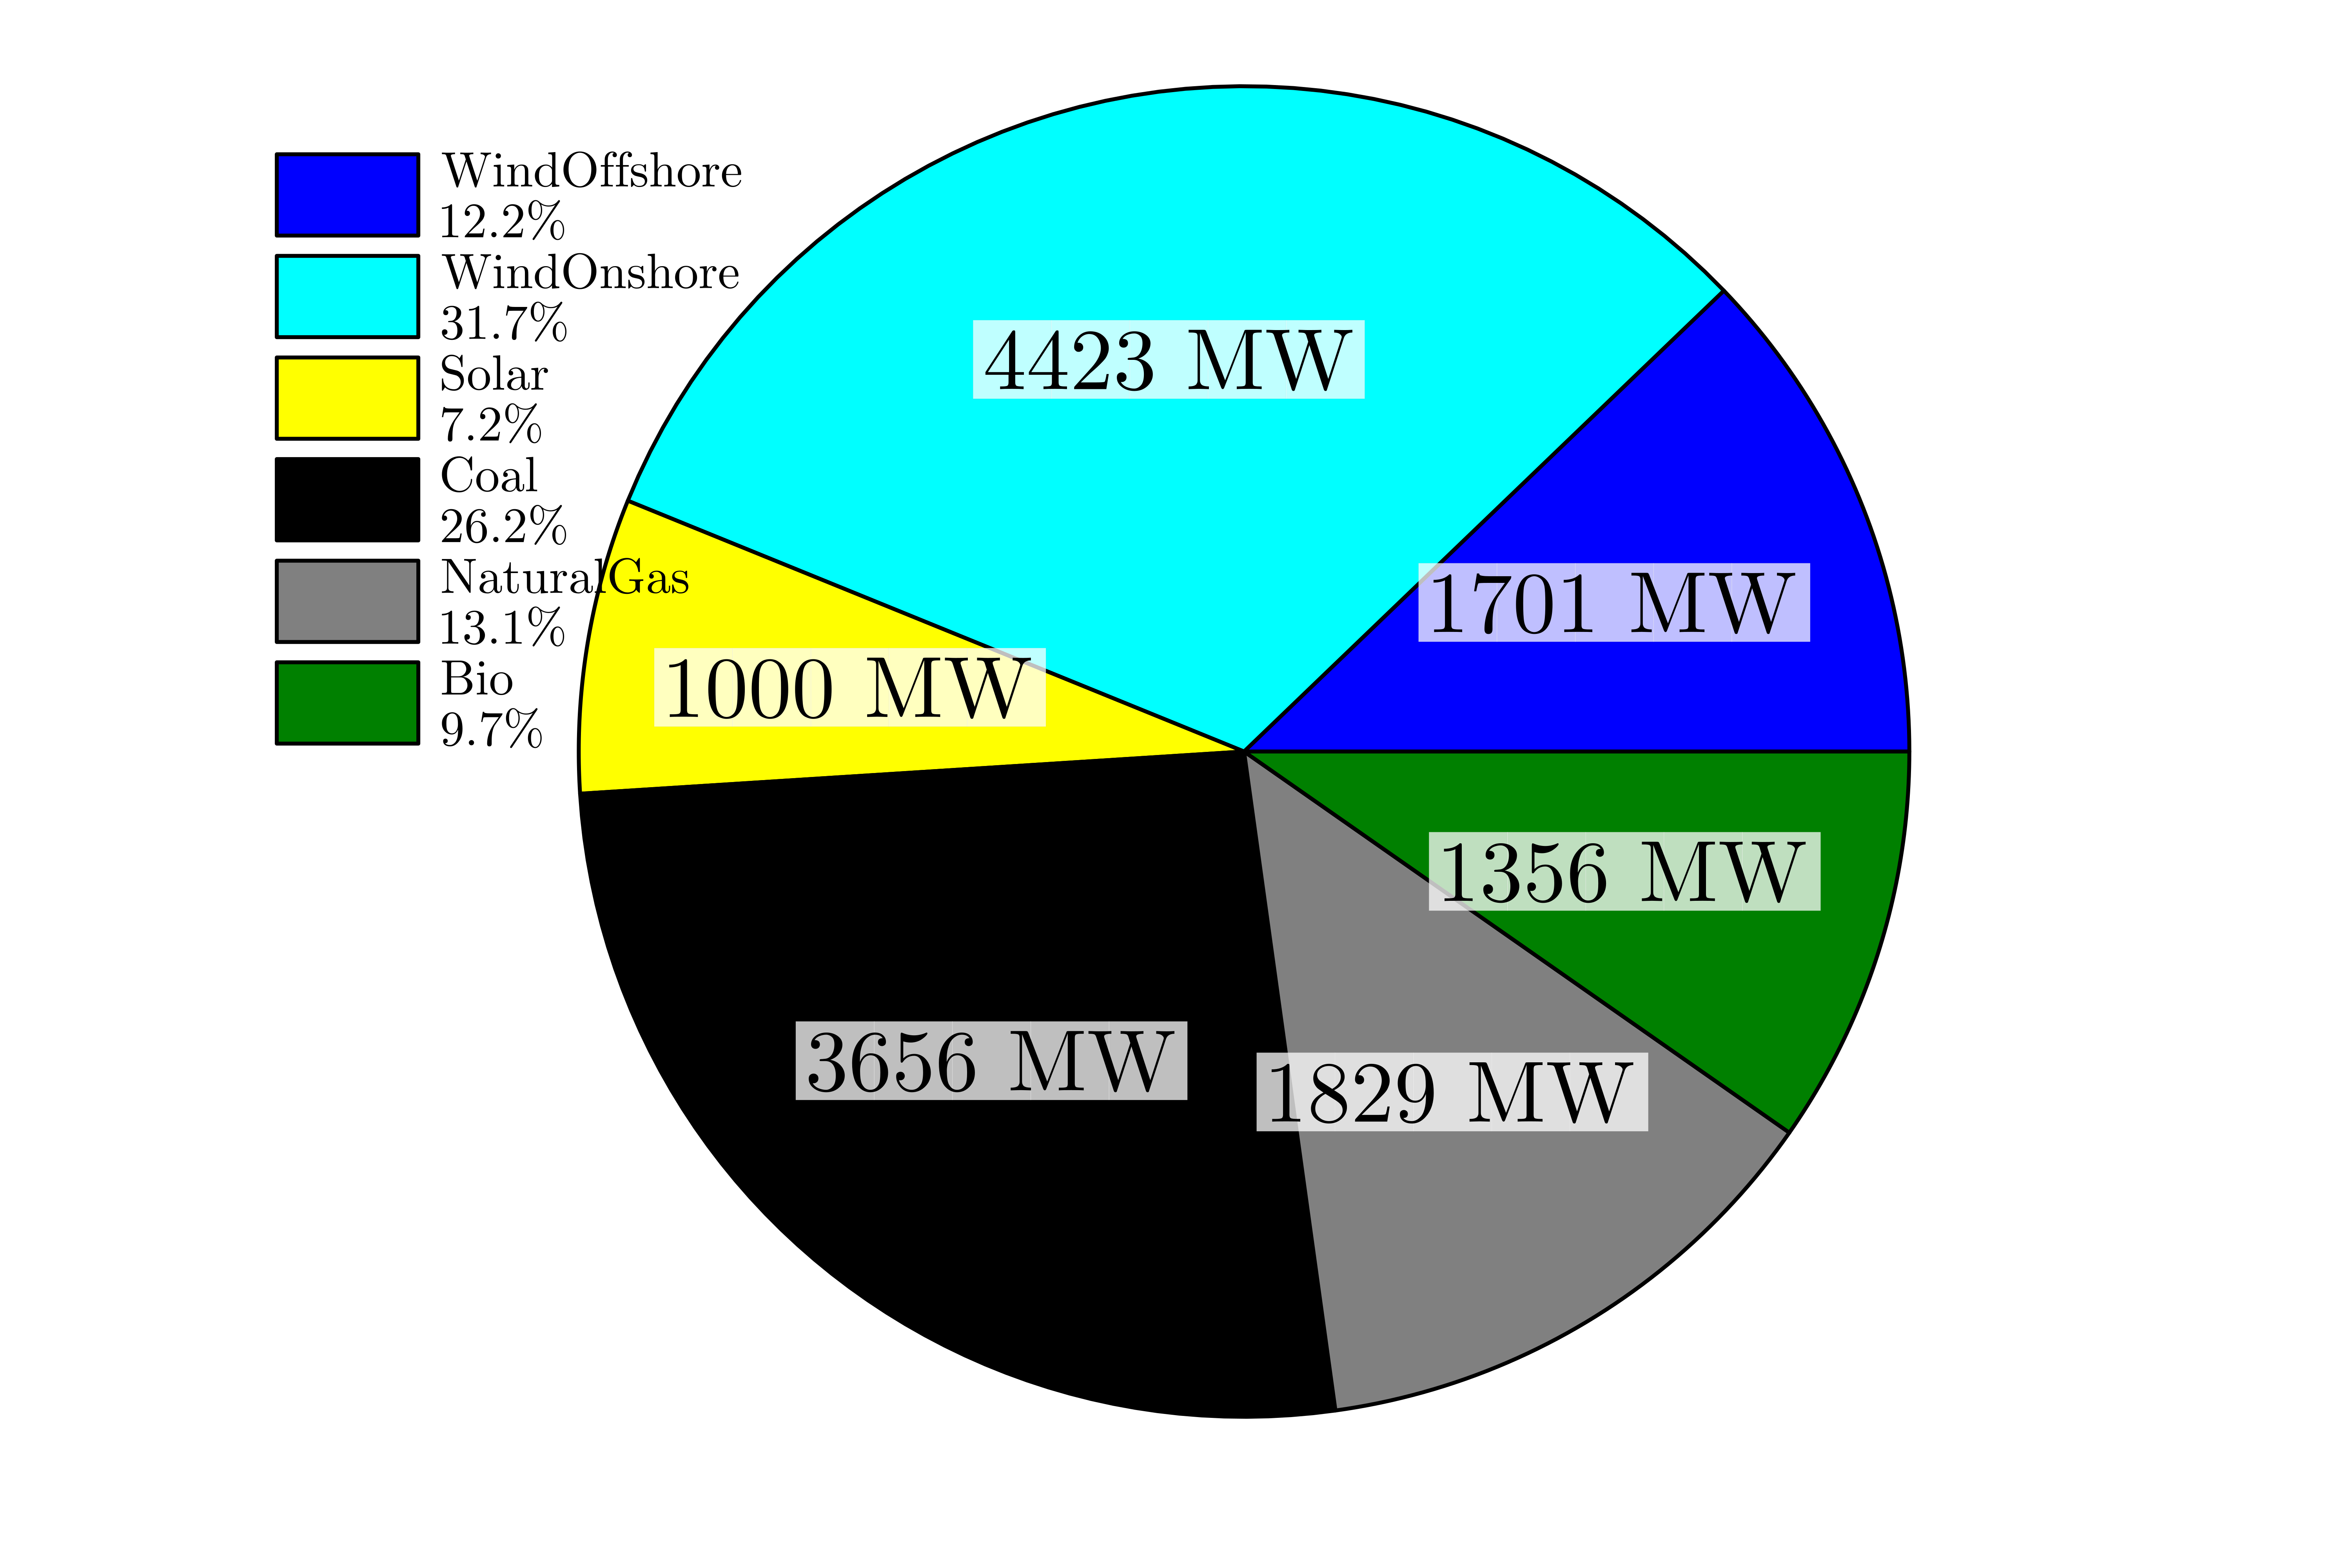 WindOffshore
12.2%
WindOnshore
31.7%
Solar
7.2%
Coal
26.2%
NaturalGas
13.1%
Bio
9.7%
4423 MW
1701 MW
1000 MW
1356 MW
3656 MW
1829 MW